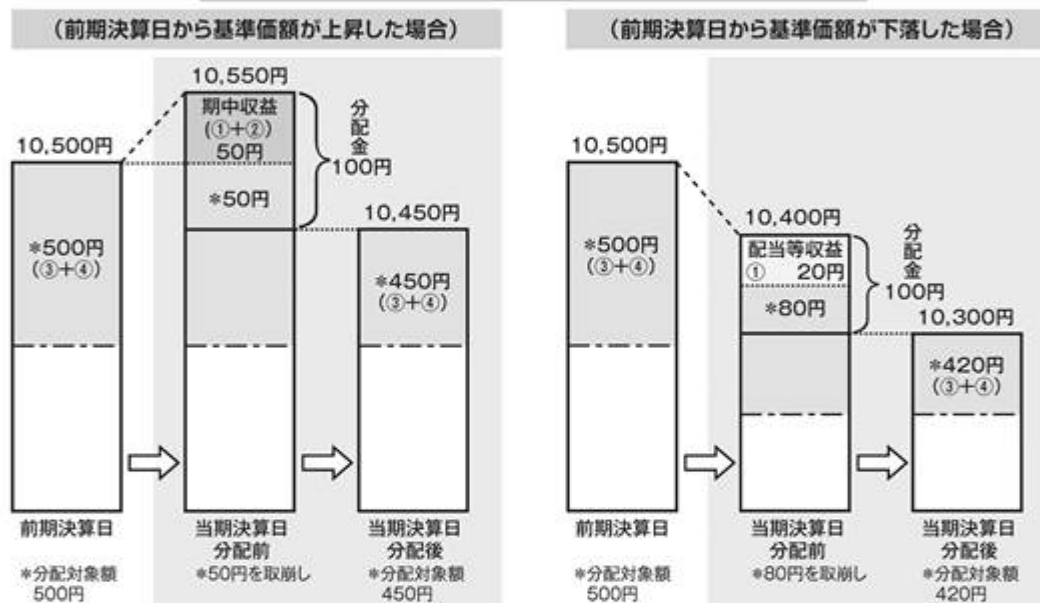 （前期決算日から基準価額が上昇した場合）
10,550円
期中収益
（①＋②）
50円
＊50円
分配金
100円
10,500円
＊500円
（③＋④）
10,450円
＊450円
（③＋④）
前期決算日
当期決算日
分配前
当期決算日
分配後
＊分配対象額
500円
＊50円を取崩し
＊分配対象額
450円
（前期決算日から基準価額が下落した場合）
10,500円
＊500円
（③＋④）
10,400円
配当等収益
① 20円
＊80円
分配金
100円
10,300円
＊420円
（③＋④）
前期決算日
当期決算日
分配前
当期決算日
分配後
＊分配対象額
500円
＊80円を取崩し
＊分配対象額
420円